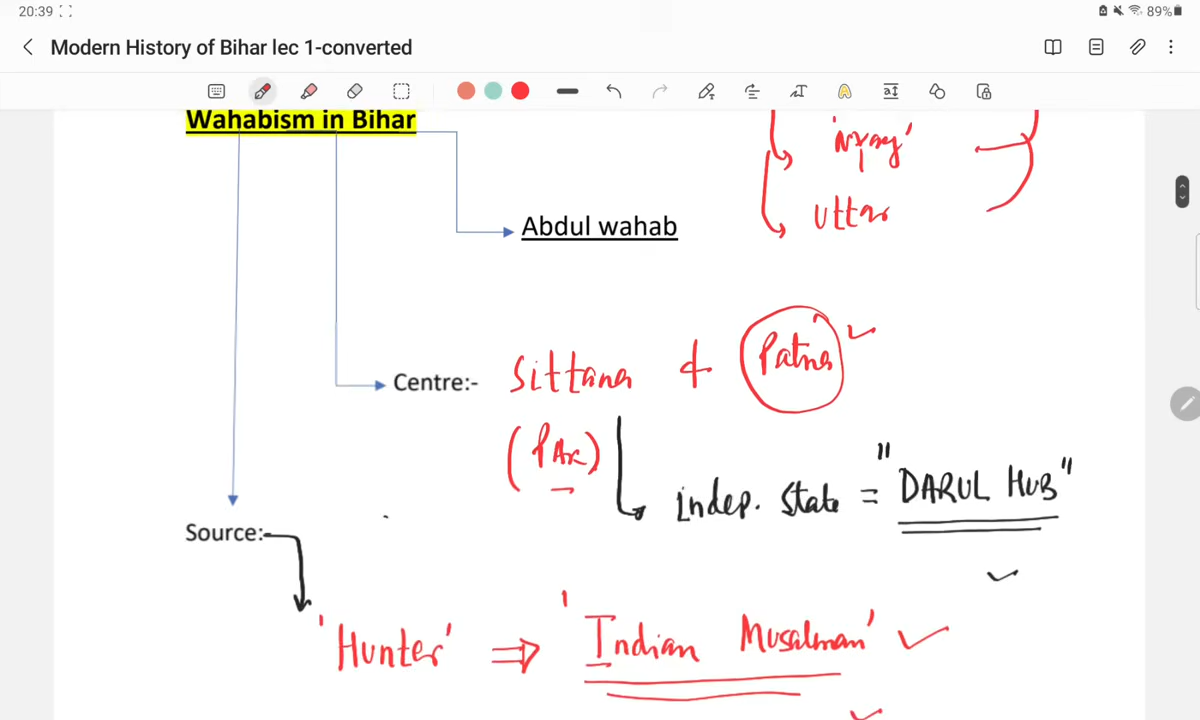 20:39 89%
Modern History of Bihar lec 1-converted
Wahabism in Bihar
Uttar
Abdul wahab
Centre:- Sittana & Patna
(PAK)
indep. State = "DARUL HUB"
Source:-
'Hunter' ⇒ 'Indian Musalman'